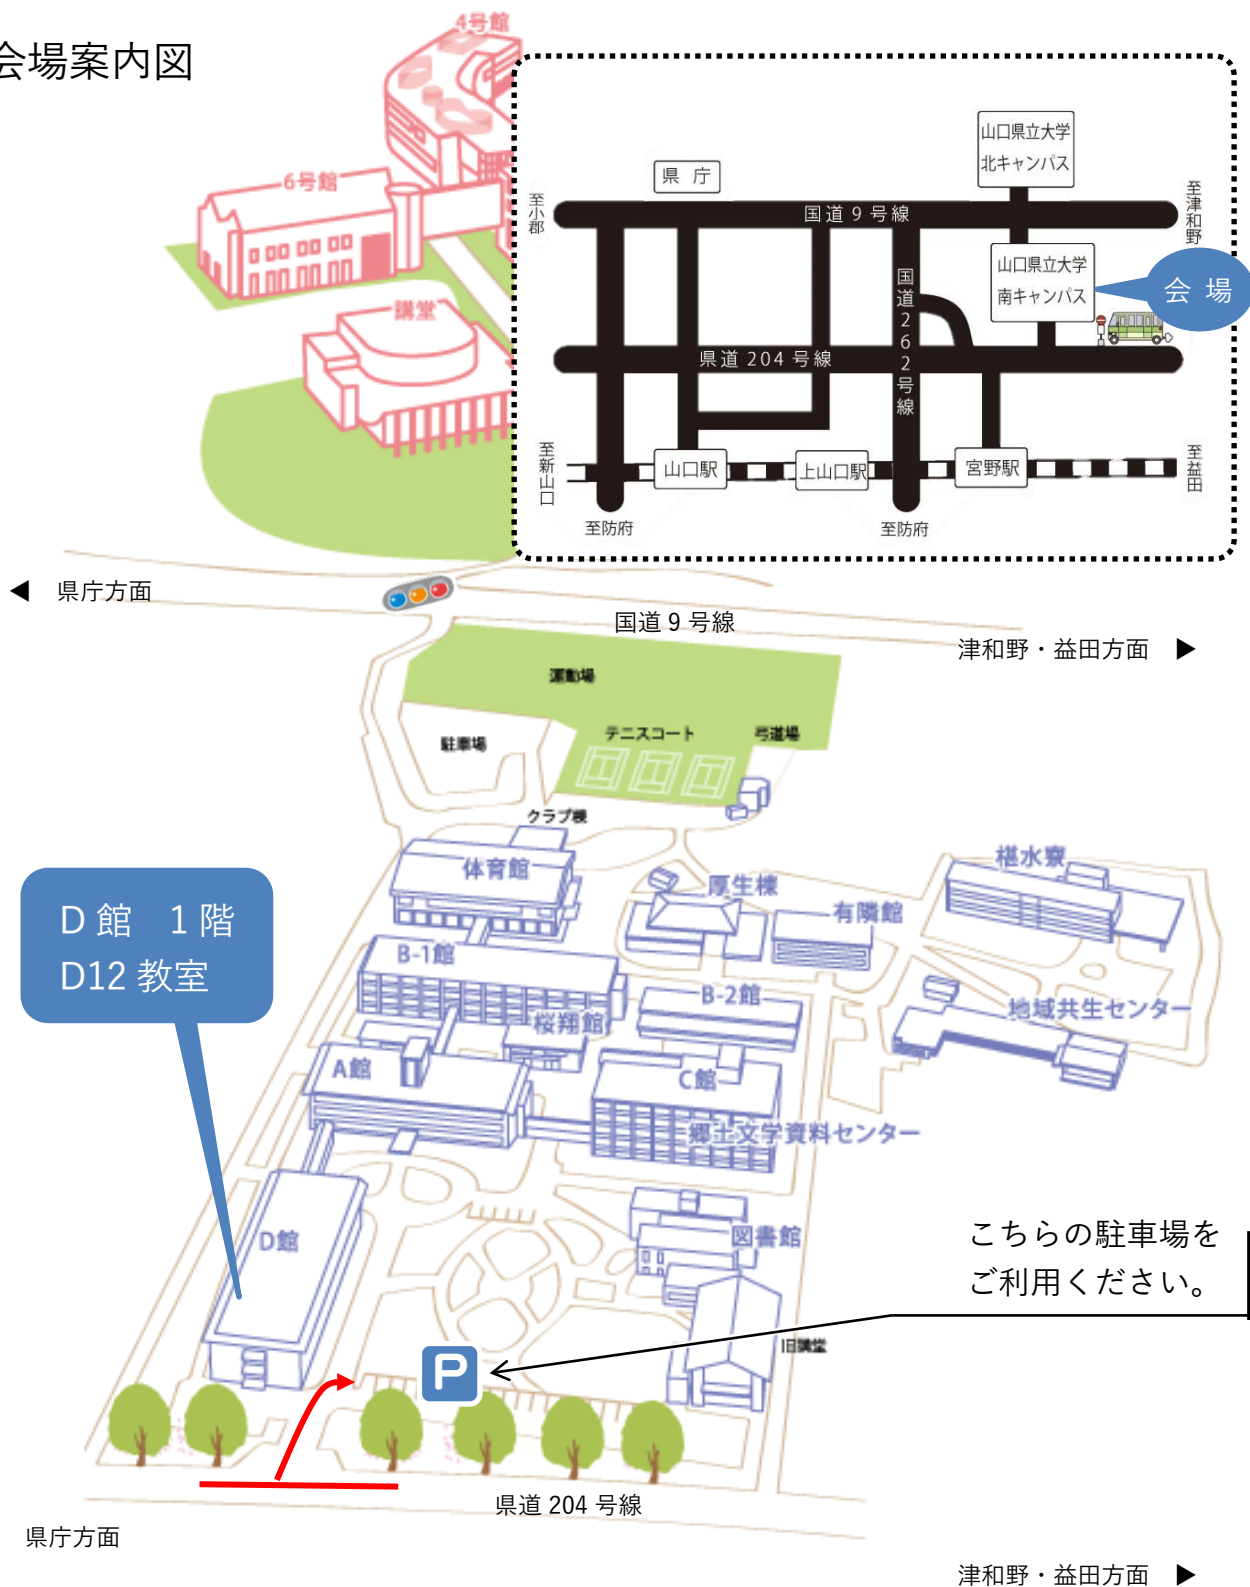 会場案内図
4号館
6号館
講堂
山口県立大学
北キャンパス
県 庁
至小郡
国道 9 号線
至津和野
山口県立大学
南キャンパス
会 場
国道262号線
県道 204 号線
至新山口
山口駅
上山口駅
宮野駅
至益田
至防府
至防府
◀ 県庁方面
国道 9 号線
津和野・益田方面 ▶
運動場
駐車場
テニスコート
弓道場
クラブ棟
体育館
厚生棟
有隣館
椹水寮
D 館 1 階
D12 教室
B-1館
B-2館
桜翔館
地域共生センター
A館
C館
郷土文学資料センター
D館
図書館
こちらの駐車場を
ご利用ください。
旧講堂
P
県道 204 号線
県庁方面
津和野・益田方面 ▶